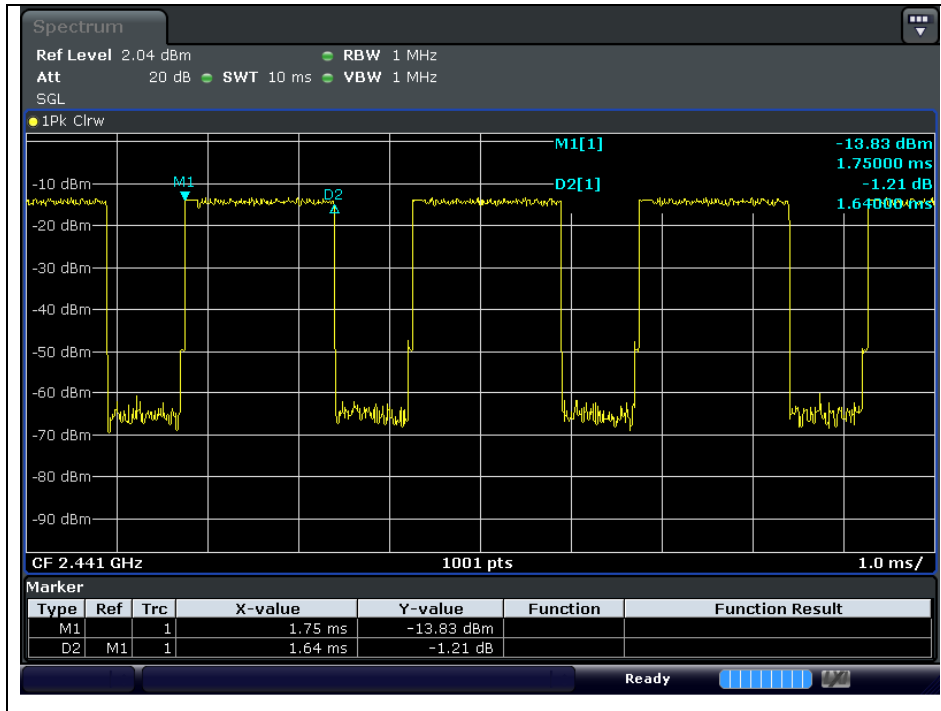 Spectrum
Ref Level 2.04 dBm RBW 1 MHz
Att 20 dB SWT 10 ms VBW 1 MHz
SGL
1Pk Clrw
M1[1] -13.83 dBm
1.75000 ms
D2[1] -1.21 dB
1.64000 ms
M1
D2
-10 dBm
-20 dBm
-30 dBm
-40 dBm
-50 dBm
-60 dBm
-70 dBm
-80 dBm
-90 dBm
CF 2.441 GHz 1001 pts 1.0 ms/
Marker
Type Ref Trc X-value Y-value Function Function Result
M1 1 1.75 ms -13.83 dBm
D2 M1 1 1.64 ms -1.21 dB
Ready